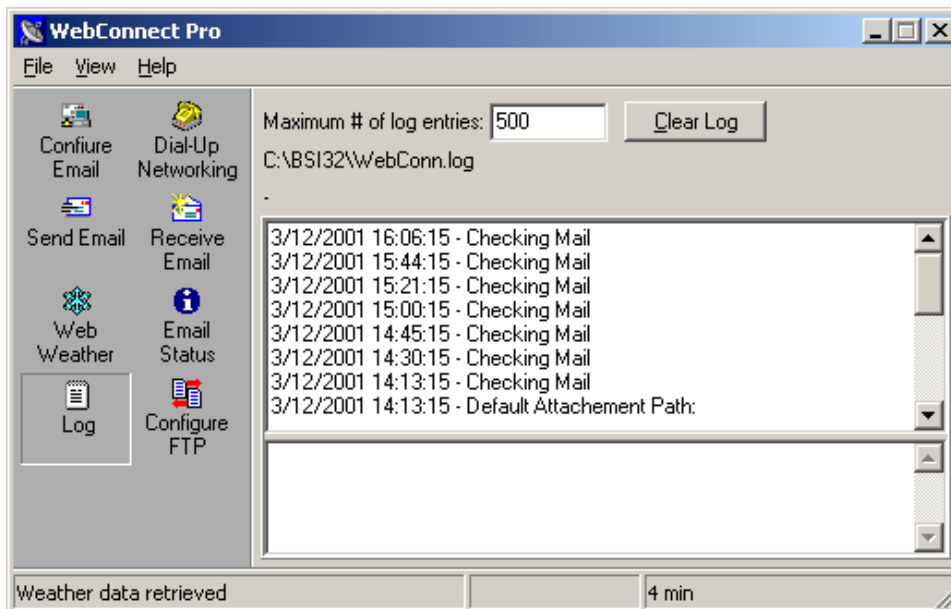 WebConnect Pro
File View Help
Confiure
Email
Dial-Up
Networking
Send Email
Receive
Email
Web
Weather
Email
Status
Log
Configure
FTP
Maximum # of log entries: 500 Clear Log
C:\BSI32\WebConn.log
-
3/12/2001 16:06:15 - Checking Mail
3/12/2001 15:44:15 - Checking Mail
3/12/2001 15:21:15 - Checking Mail
3/12/2001 15:00:15 - Checking Mail
3/12/2001 14:45:15 - Checking Mail
3/12/2001 14:30:15 - Checking Mail
3/12/2001 14:13:15 - Checking Mail
3/12/2001 14:13:15 - Default Attachement Path:
Weather data retrieved 4 min